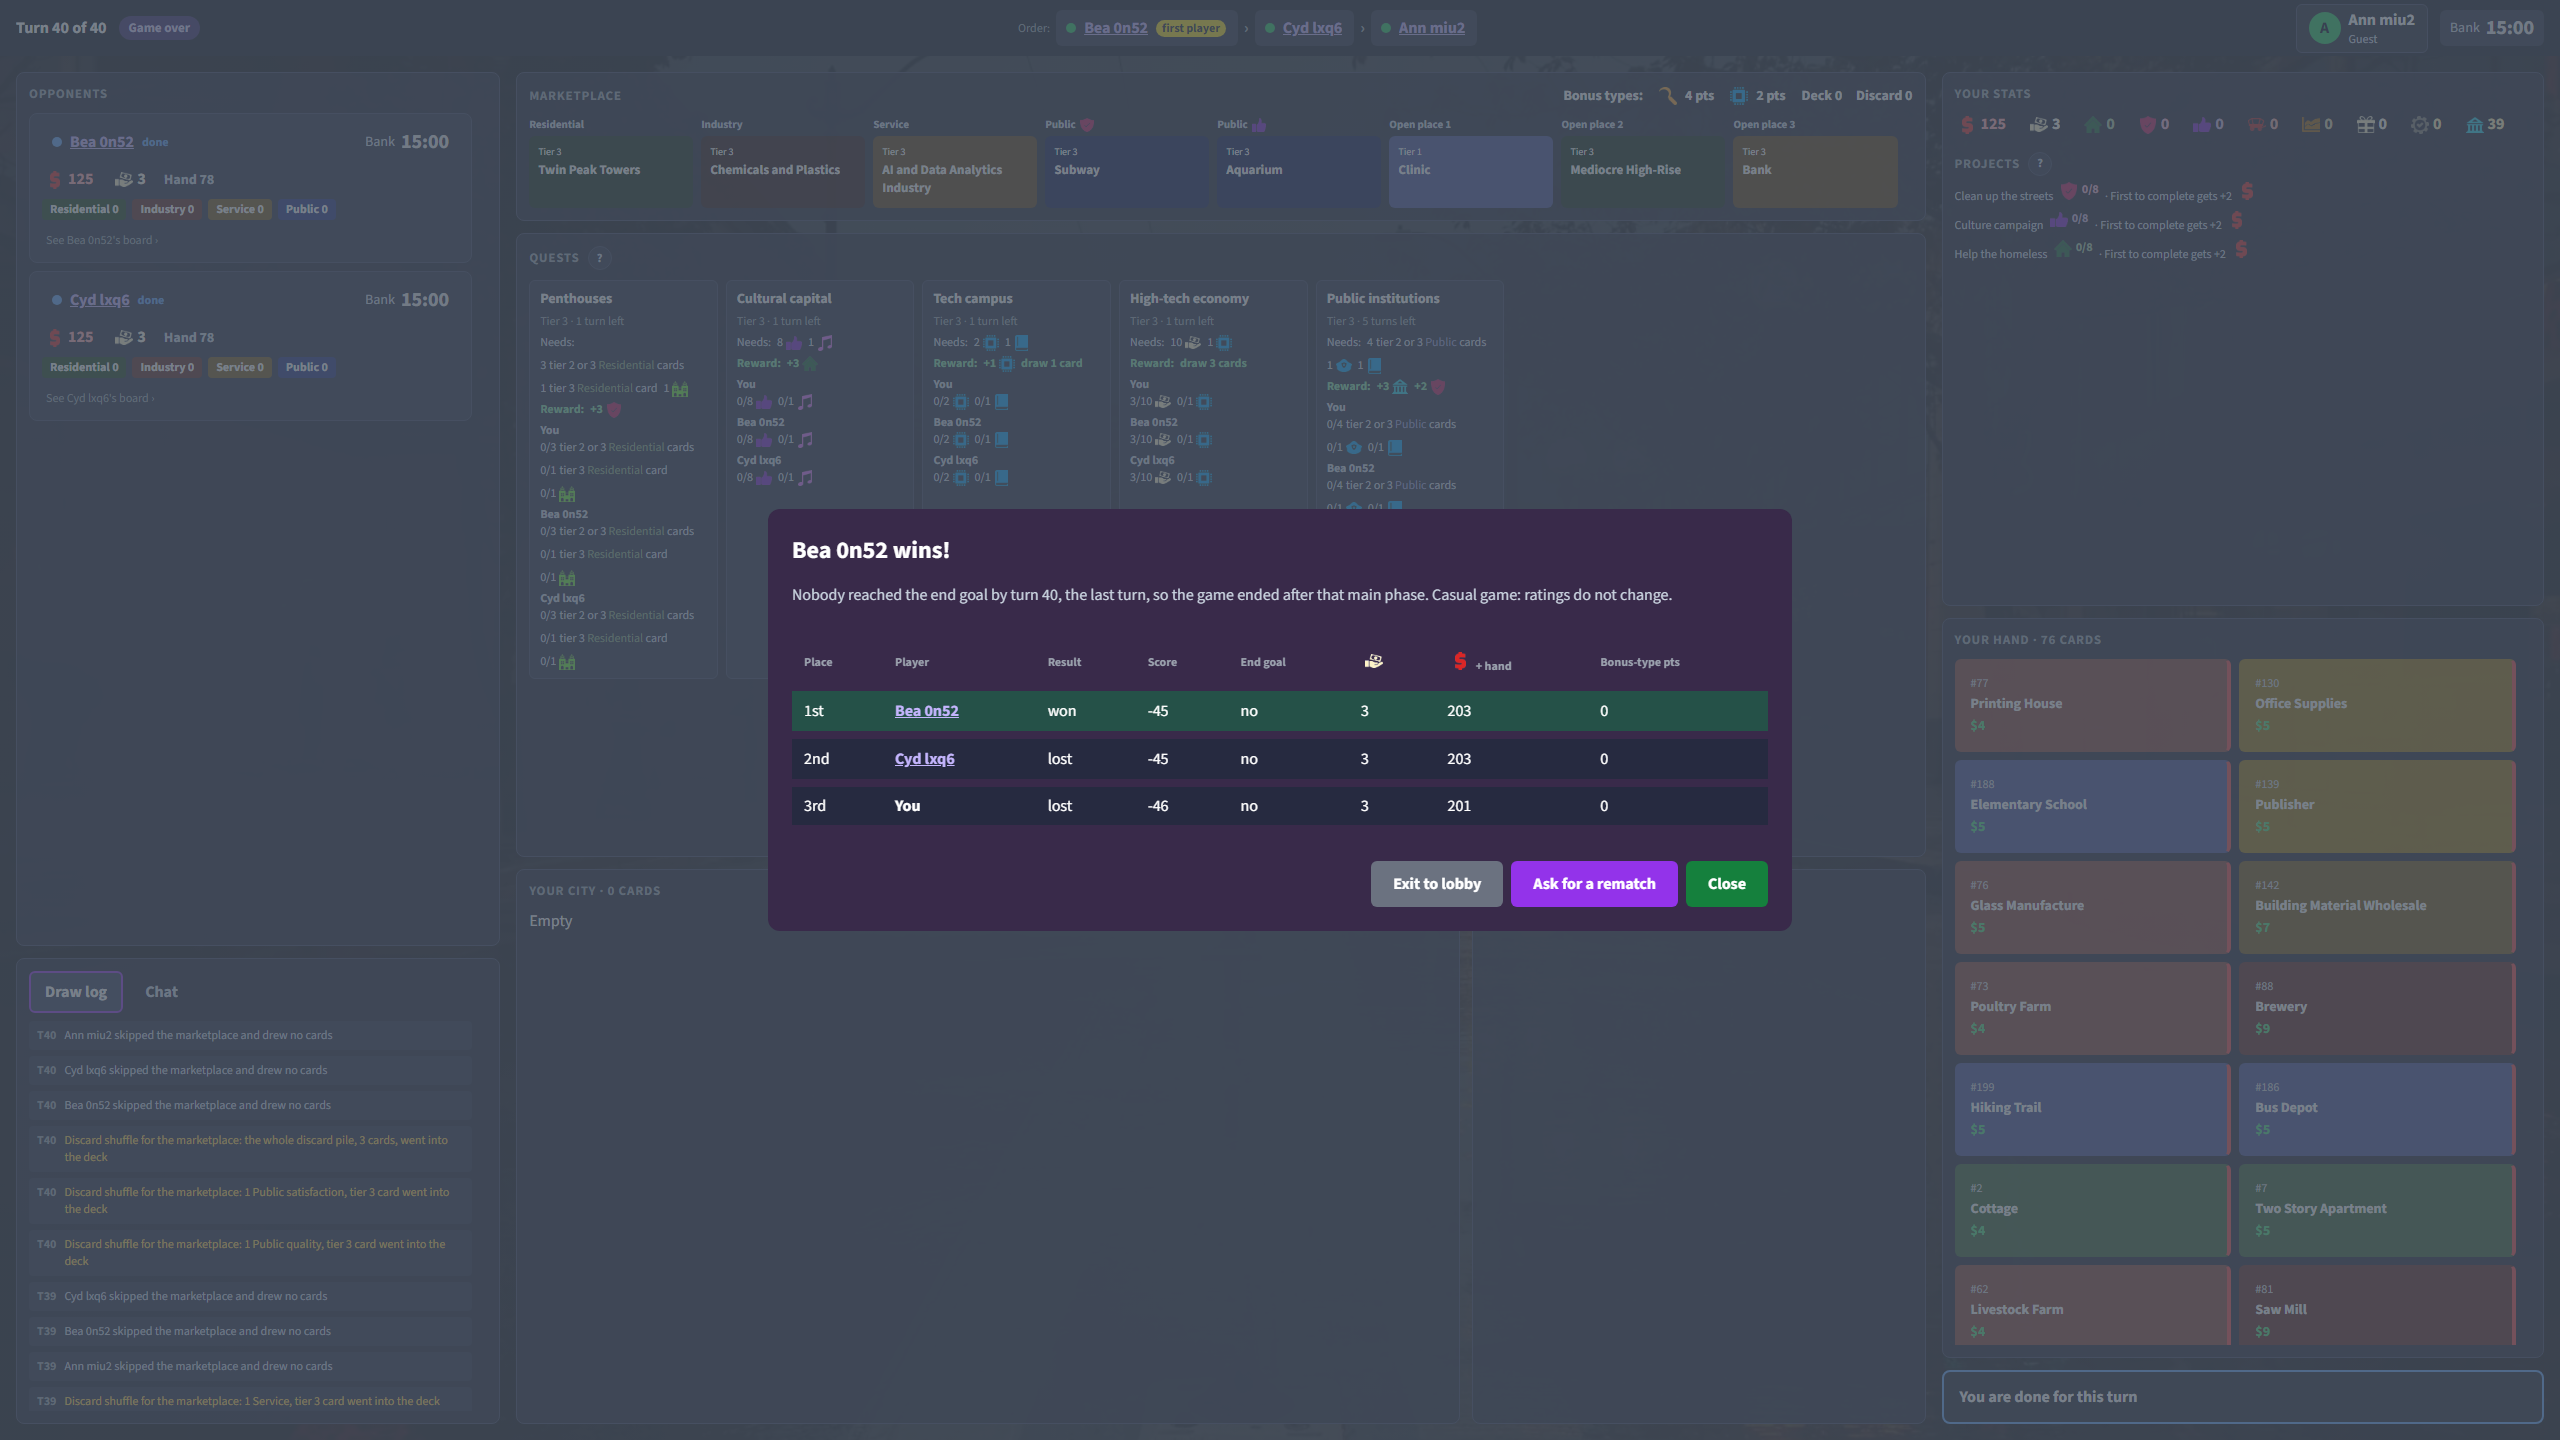 Turn 40 of 40 Game over
Order: Bea 0n52 first player › Cyd lxq6 › Ann miu2
A Ann miu2
Guest
Bank 15:00
OPPONENTS
Bea 0n52 done Bank 15:00
125 3 Hand 78
Residential 0 Industry 0 Service 0 Public 0
See Bea 0n52's board ›
Cyd lxq6 done Bank 15:00
125 3 Hand 78
Residential 0 Industry 0 Service 0 Public 0
See Cyd lxq6's board ›
Draw log Chat
T40 Ann miu2 skipped the marketplace and drew no cards
T40 Cyd lxq6 skipped the marketplace and drew no cards
T40 Bea 0n52 skipped the marketplace and drew no cards
T40 Discard shuffle for the marketplace: the whole discard pile, 3 cards, went into
the deck
T40 Discard shuffle for the marketplace: 1 Public satisfaction, tier 3 card went into
the deck
T40 Discard shuffle for the marketplace: 1 Public quality, tier 3 card went into the
deck
T39 Cyd lxq6 skipped the marketplace and drew no cards
T39 Bea 0n52 skipped the marketplace and drew no cards
T39 Ann miu2 skipped the marketplace and drew no cards
T39 Discard shuffle for the marketplace: 1 Service, tier 3 card went into the deck
MARKETPLACE
Bonus types: 4 pts 2 pts Deck 0 Discard 0
Residential
Tier 3
Twin Peak Towers
Industry
Tier 3
Chemicals and Plastics
Service
Tier 3
AI and Data Analytics
Industry
Public
Tier 3
Subway
Public
Tier 3
Aquarium
Open place 1
Tier 1
Clinic
Open place 2
Tier 3
Mediocre High-Rise
Open place 3
Tier 3
Bank
QUESTS ?
Penthouses
Tier 3 · 1 turn left
Needs:
3 tier 2 or 3 Residential cards
1 tier 3 Residential card 1
Reward: +3
You
0/3 tier 2 or 3 Residential cards
0/1 tier 3 Residential card
0/1
Bea 0n52
0/3 tier 2 or 3 Residential cards
0/1 tier 3 Residential card
0/1
Cyd lxq6
0/3 tier 2 or 3 Residential cards
0/1 tier 3 Residential card
0/1
Cultural capital
Tier 3 · 1 turn left
Needs: 8 1
Reward: +3
You
0/8 0/1
Bea 0n52
0/8 0/1
Cyd lxq6
0/8 0/1
Tech campus
Tier 3 · 1 turn left
Needs: 2 1
Reward: +1 draw 1 card
You
0/2 0/1
Bea 0n52
0/2 0/1
Cyd lxq6
0/2 0/1
High-tech economy
Tier 3 · 1 turn left
Needs: 10 1
Reward: draw 3 cards
You
3/10 0/1
Bea 0n52
3/10 0/1
Cyd lxq6
3/10 0/1
Public institutions
Tier 3 · 5 turns left
Needs: 4 tier 2 or 3 Public cards
1 1
Reward: +3 +2
You
0/4 tier 2 or 3 Public cards
0/1 0/1
Bea 0n52
0/4 tier 2 or 3 Public cards
0/1 0/1
Bea 0n52 wins!
Nobody reached the end goal by turn 40, the last turn, so the game ended after that main phase. Casual game: ratings do not change.
Place Player Result Score End goal + hand Bonus-type pts
1st Bea 0n52 won -45 no 3 203 0
2nd Cyd lxq6 lost -45 no 3 203 0
3rd You lost -46 no 3 201 0
Exit to lobby Ask for a rematch Close
YOUR CITY · 0 CARDS
Empty
YOUR STATS
125 3 0 0 0 0 0 0 0 39
PROJECTS ?
Clean up the streets 0/8 · First to complete gets +2
Culture campaign 0/8 · First to complete gets +2
Help the homeless 0/8 · First to complete gets +2
YOUR HAND · 76 CARDS
#77
Printing House
$4
#130
Office Supplies
$5
#188
Elementary School
$5
#139
Publisher
$5
#76
Glass Manufacture
$5
#142
Building Material Wholesale
$7
#73
Poultry Farm
$4
#88
Brewery
$9
#199
Hiking Trail
$5
#186
Bus Depot
$5
#2
Cottage
$4
#7
Two Story Apartment
$5
#62
Livestock Farm
$4
#81
Saw Mill
$9
You are done for this turn